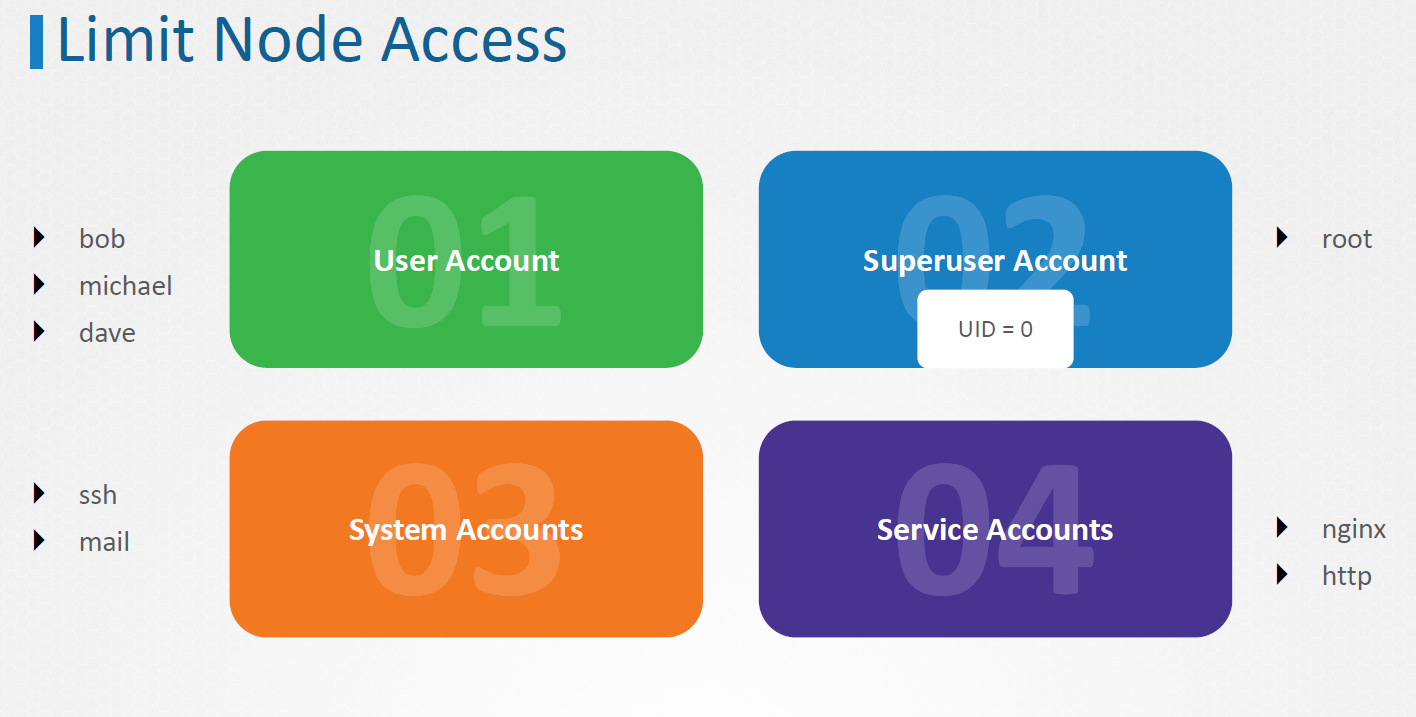 Limit Node Access
bob
michael
dave
01
User Account
02
Superuser Account
UID = 0
root
ssh
mail
03
System Accounts
04
Service Accounts
nginx
http